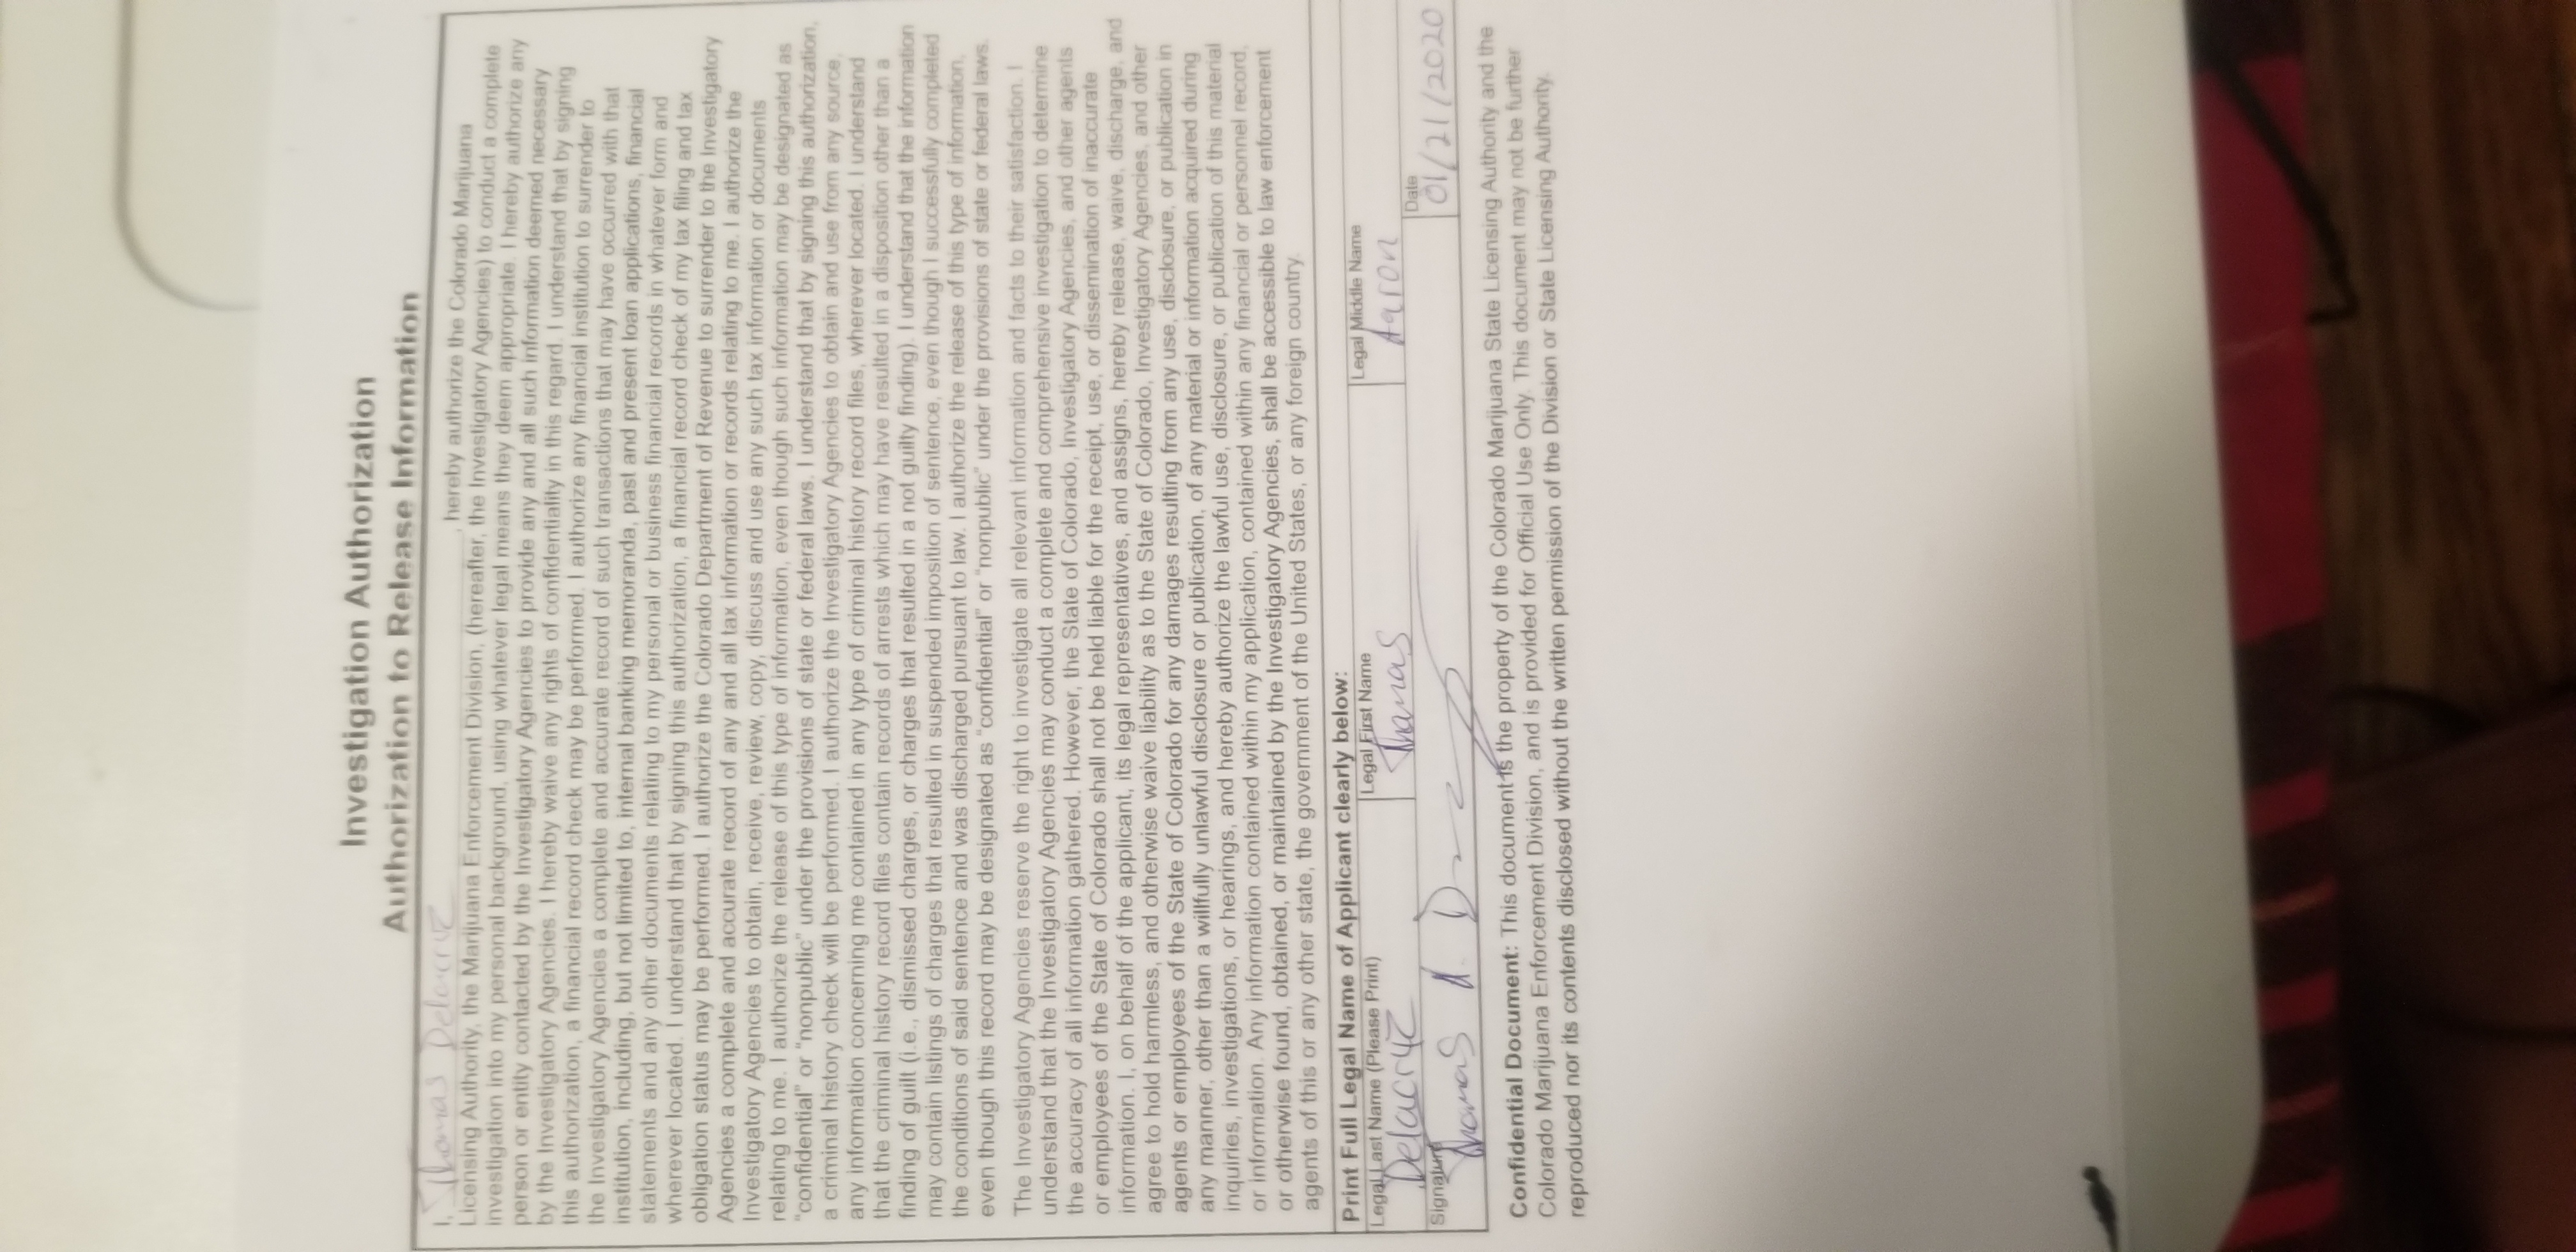 Investigation Authorization
Authorization to Release Information
I, Thomas Delacruz, hereby authorize the Colorado Marijuana
Licensing Authority, the Marijuana Enforcement Division, (hereafter, the Investigatory Agencies) to conduct a complete
investigation into my personal background, using whatever legal means they deem appropriate. I hereby authorize any
person or entity contacted by the Investigatory Agencies to provide any and all such information deemed necessary
by the Investigatory Agencies. I hereby waive any rights of confidentiality in this regard. I understand that by signing
this authorization, a financial record check may be performed. I authorize any financial institution to surrender to
the Investigatory Agencies a complete and accurate record of such transactions that may have occurred with that
institution, including, but not limited to, internal banking memoranda, past and present loan applications, financial
statements and any other documents relating to my personal or business financial records in whatever form and
wherever located. I understand that by signing this authorization, a financial record check of my tax filing and tax
obligation status may be performed. I authorize the Colorado Department of Revenue to surrender to the Investigatory
Agencies a complete and accurate record of any and all tax information or records relating to me. I authorize the
Investigatory Agencies to obtain, receive, review, copy, discuss and use any such tax information or documents
relating to me. I authorize the release of this type of information, even though such information may be designated as
"confidential" or "nonpublic" under the provisions of state or federal laws. I understand that by signing this authorization,
a criminal history check will be performed. I authorize the Investigatory Agencies to obtain and use from any source,
any information concerning me contained in any type of criminal history record files, wherever located. I understand
that the criminal history record files contain records of arrests which may have resulted in a disposition other than a
finding of guilt (i.e., dismissed charges, or charges that resulted in a not guilty finding). I understand that the information
may contain listings of charges that resulted in suspended imposition of sentence, even though I successfully completed
the conditions of said sentence and was discharged pursuant to law. I authorize the release of this type of information,
even though this record may be designated as "confidential" or "nonpublic" under the provisions of state or federal laws.
The Investigatory Agencies reserve the right to investigate all relevant information and facts to their satisfaction. I
understand that the Investigatory Agencies may conduct a complete and comprehensive investigation to determine
the accuracy of all information gathered. However, the State of Colorado, Investigatory Agencies, and other agents
or employees of the State of Colorado shall not be held liable for the receipt, use, or dissemination of inaccurate
information. I, on behalf of the applicant, its legal representatives, and assigns, hereby release, waive, discharge, and
agree to hold harmless, and otherwise waive liability as to the State of Colorado, Investigatory Agencies, and other
agents or employees of the State of Colorado for any damages resulting from any use, disclosure, or publication in
any manner, other than a willfully unlawful disclosure or publication, of any material or information acquired during
inquiries, investigations, or hearings, and hereby authorize the lawful use, disclosure, or publication of this material
or information. Any information contained within my application, contained within any financial or personnel record,
or otherwise found, obtained, or maintained by the Investigatory Agencies, shall be accessible to law enforcement
agents of this or any other state, the government of the United States, or any foreign country.
Print Full Legal Name of Applicant clearly below:
Legal Last Name (Please Print) Legal First Name Legal Middle Name
Delacruz Thomas Aaron
Signature Date
Thomas A. D 01/21/2020
Confidential Document: This document is the property of the Colorado Marijuana State Licensing Authority and the
Colorado Marijuana Enforcement Division, and is provided for Official Use Only. This document may not be further
reproduced nor its contents disclosed without the written permission of the Division or State Licensing Authority.